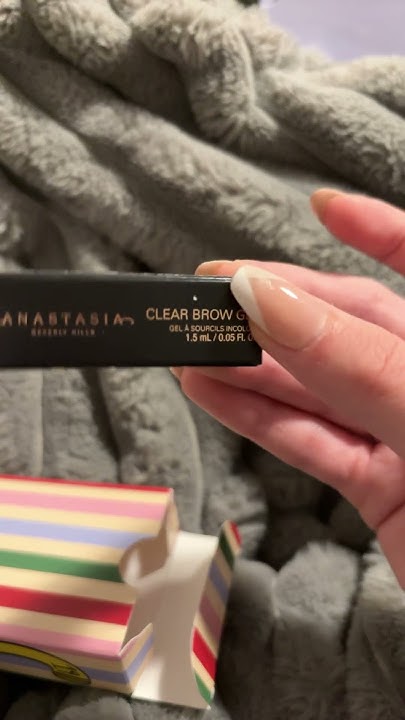 ANASTASIA
BEVERLY HILLS
CLEAR BROW
GEL À SOURCILS
1.5 mL / 0.05 FL